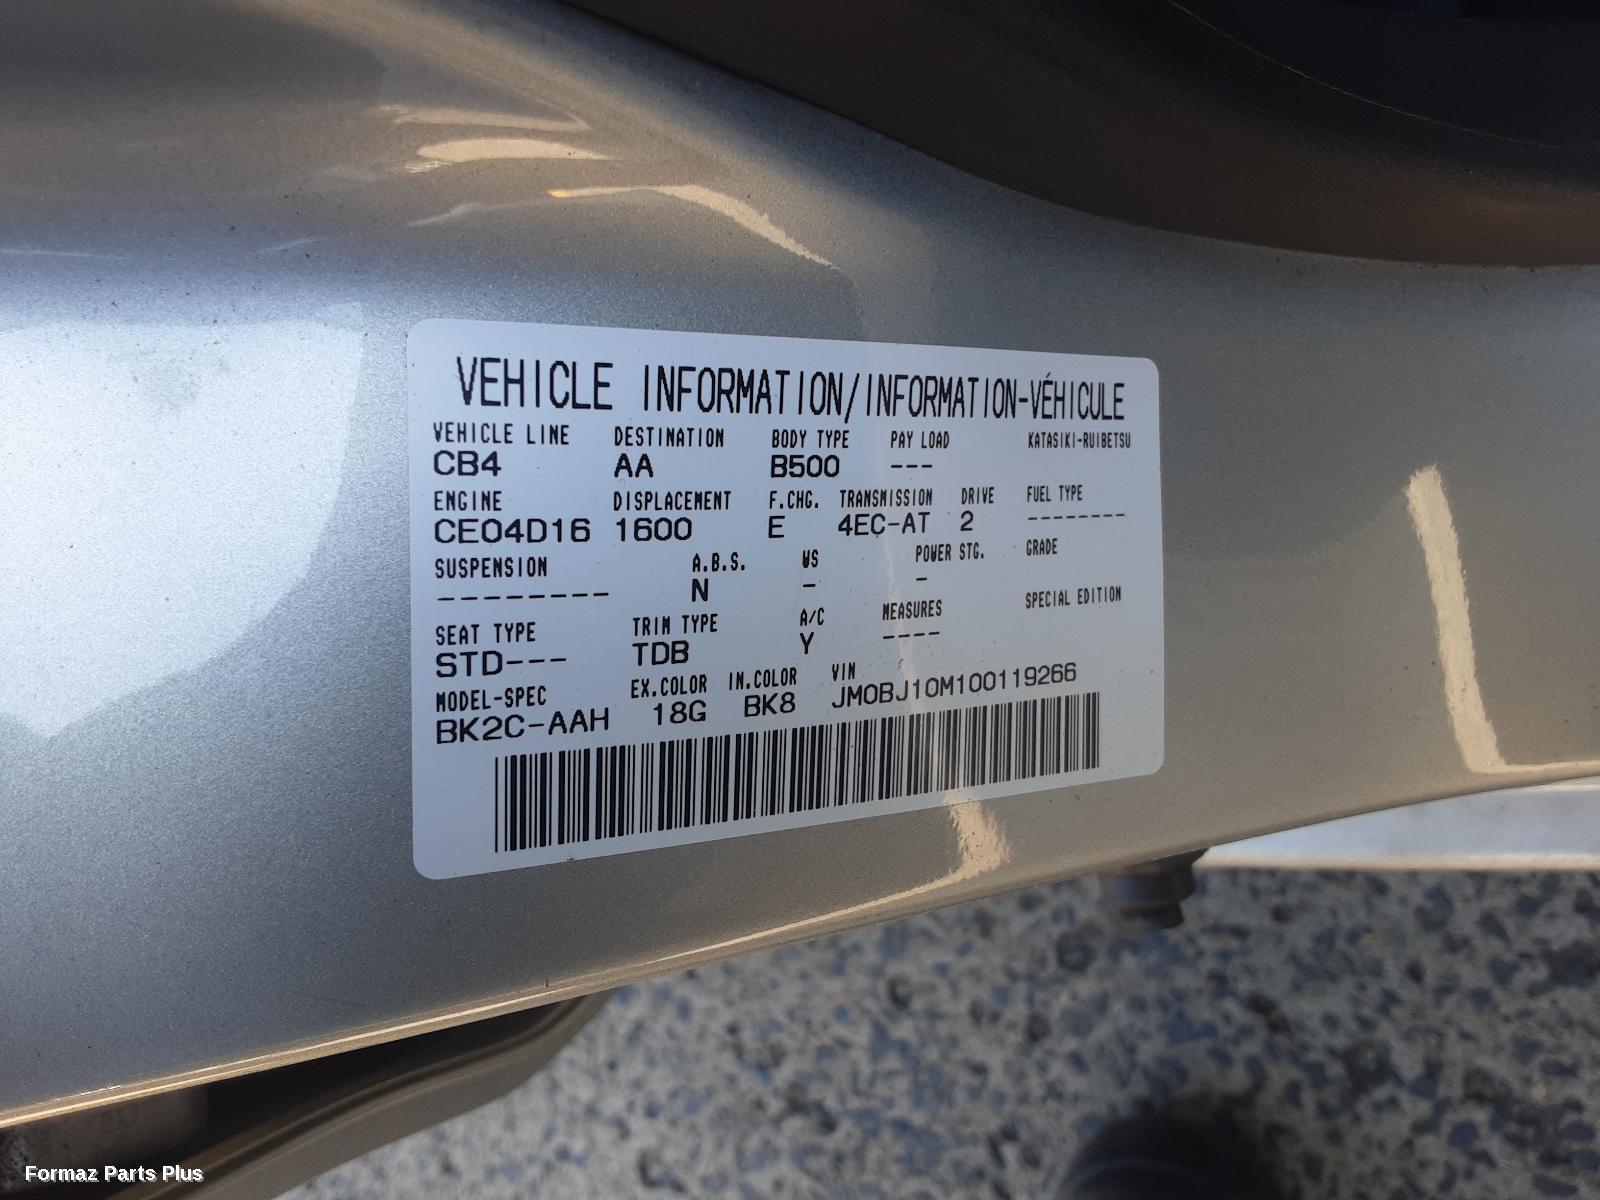 VEHICLE INFORMATION/INFORMATION-VÉHICULE
VEHICLE LINE DESTINATION BODY TYPE PAY LOAD KATASIKI-RUIBETSU
CB4 AA B500 ---
ENGINE DISPLACEMENT F.CHG. TRANSMISSION DRIVE FUEL TYPE
CE04D16 1600 E 4EC-AT 2 --------
SUSPENSION A.B.S. WS POWER STG. GRADE
-------- N - -
SEAT TYPE TRIM TYPE A/C MEASURES SPECIAL EDITION
STD--- TDB Y ----
MODEL-SPEC EX.COLOR IN.COLOR VIN
BK2C-AAH 18G BK8 JM0BJ10M100119266
Formaz Parts Plus